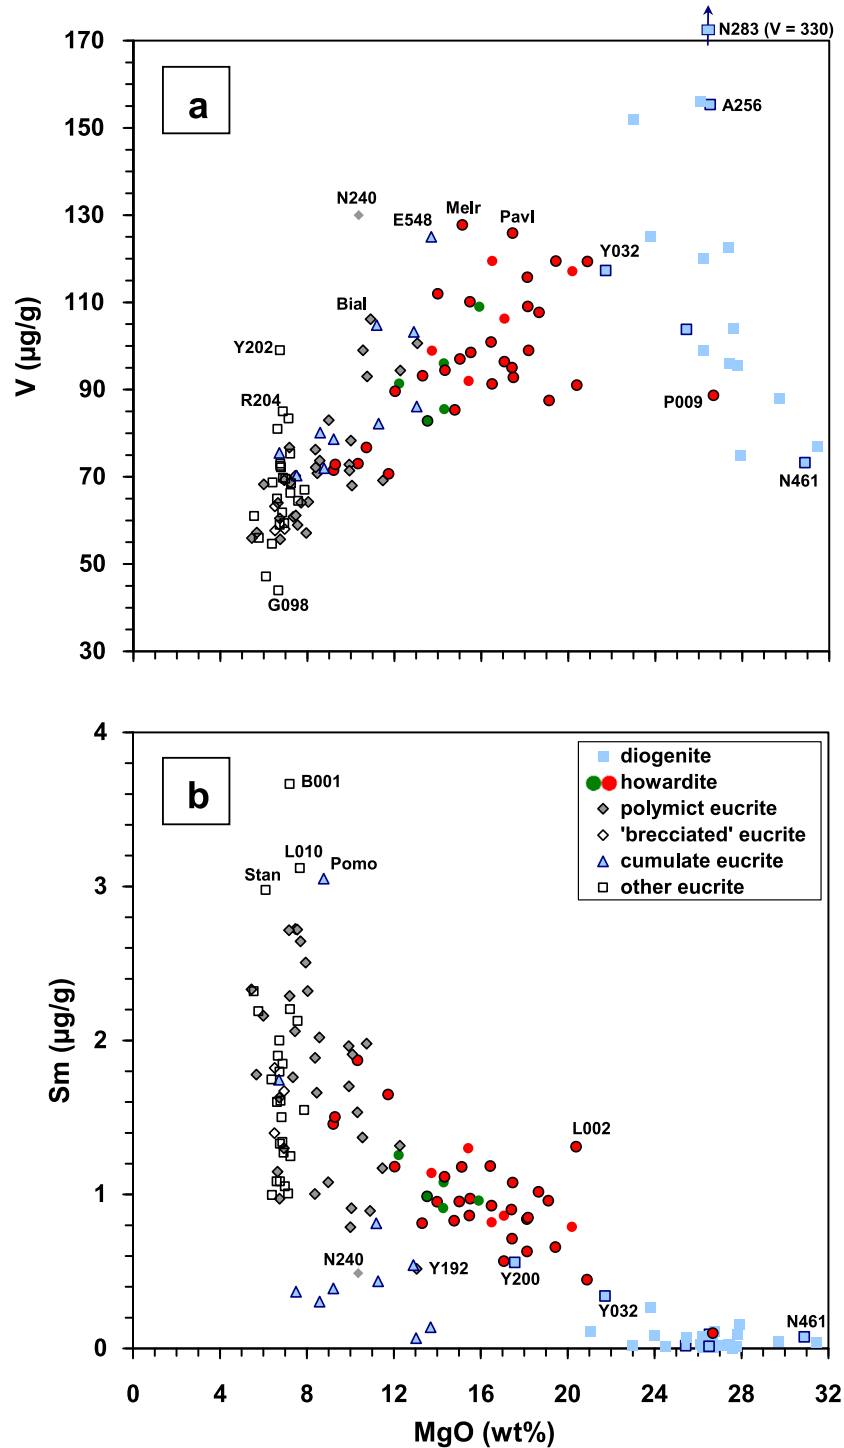 N283 (V = 330)
170
a
A256
150
N240
130
E548
Melr
Pavl
Y032
V (µg/g)
110
Bial
Y202
90
R204
P009
70
N461
50
G098
30
4
b
diogenite
howardite
polymict eucrite
'brecciated' eucrite
cumulate eucrite
other eucrite
B001
L010
Pomo
Stan
3
Sm (µg/g)
2
L002
1
N240
Y192
Y200
Y032
N461
0
0 4 8 12 16 20 24 28 32
MgO (wt%)